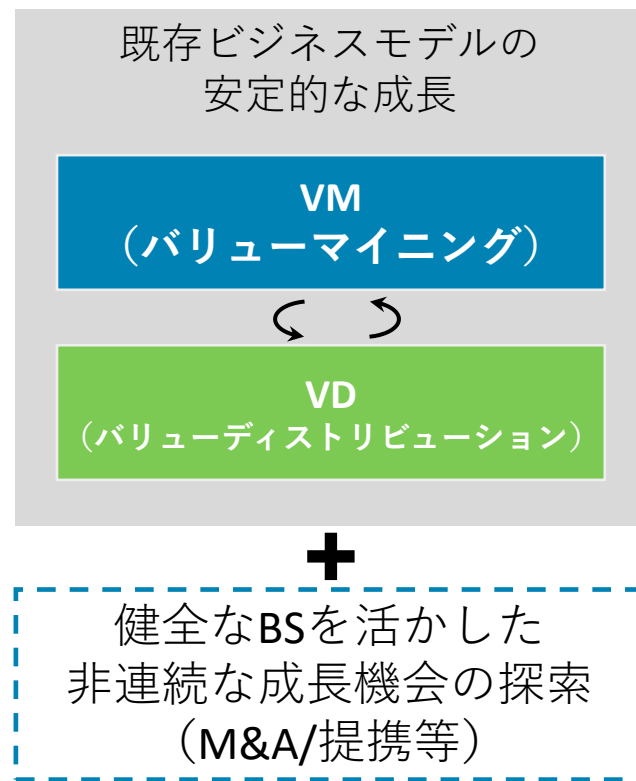 既存ビジネスモデルの
安定的な成長
VM
（バリューマイニング）
VD
（バリューディストリビューション）
+
健全なBSを活かした
非連続な成長機会の探索
（M&A/提携等）